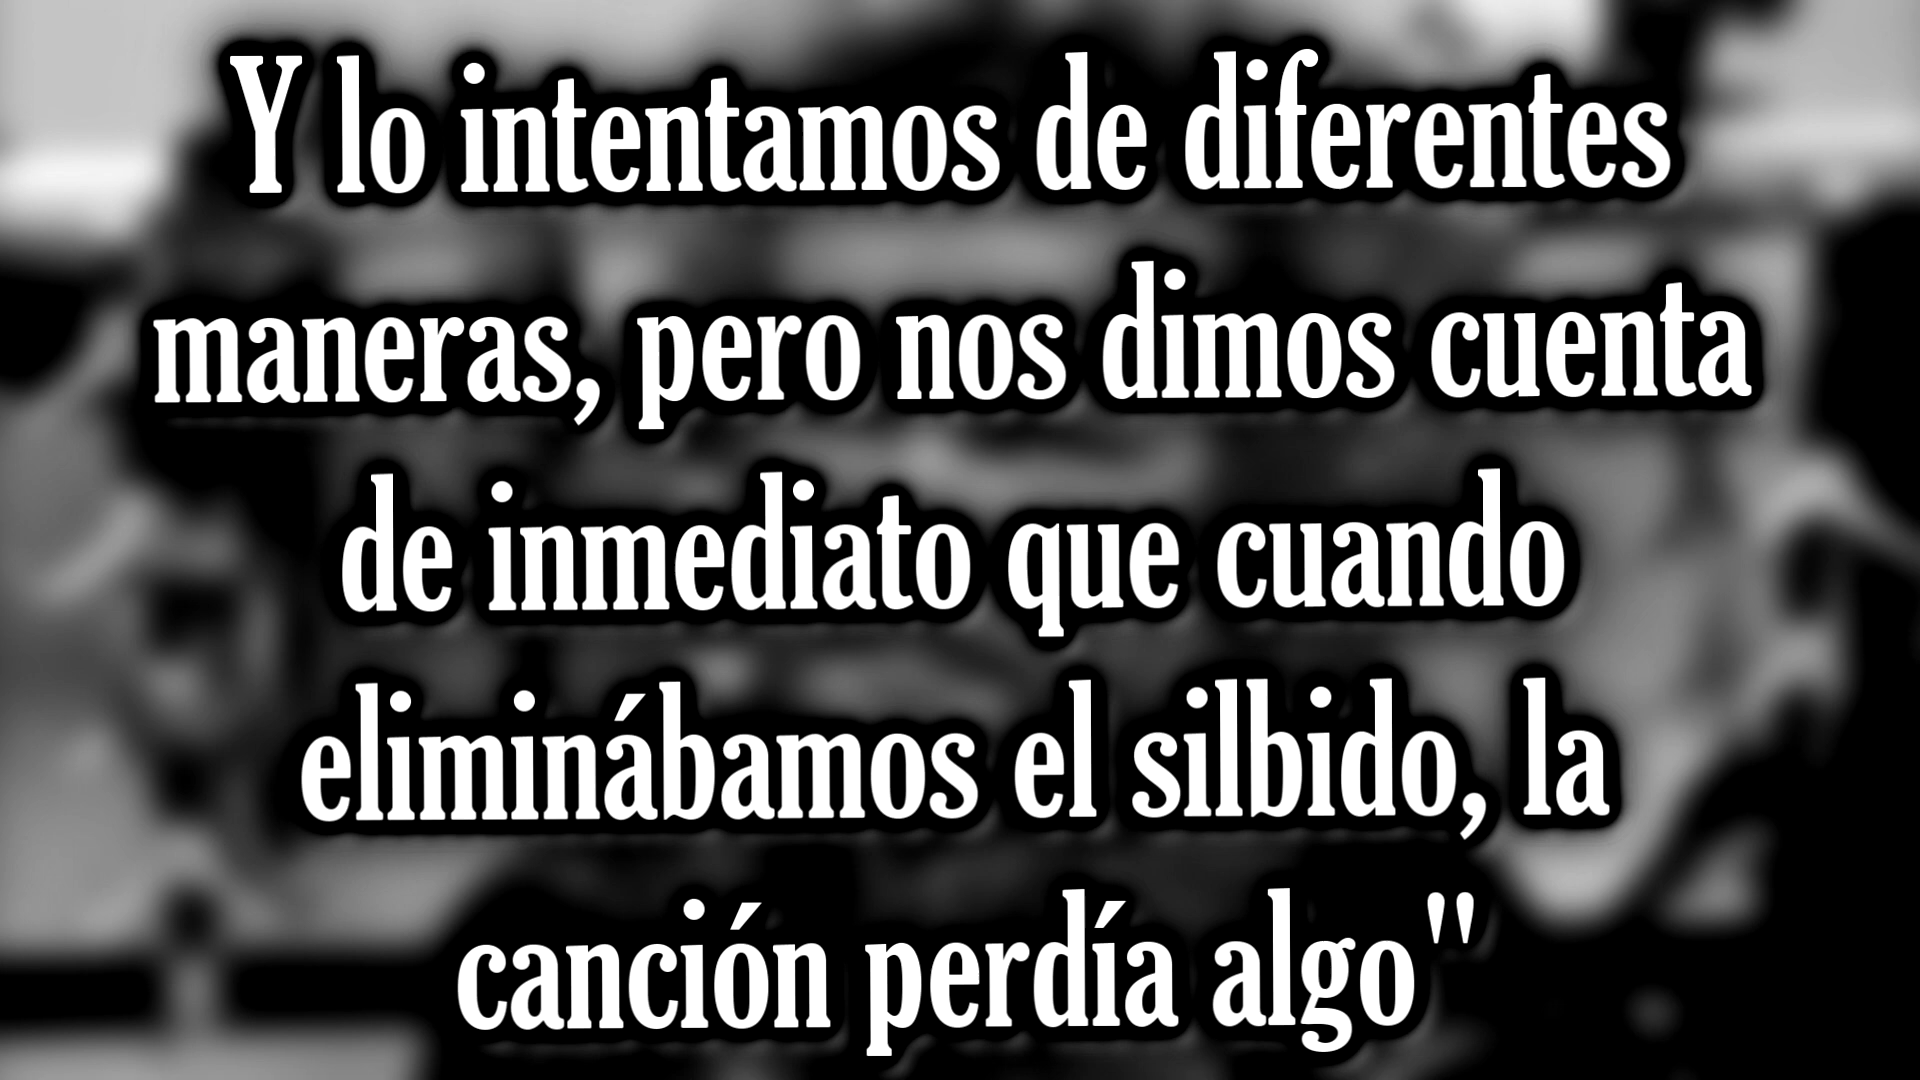 Y lo intentamos de diferentes
maneras, pero nos dimos cuenta
de inmediato que cuando
eliminábamos el silbido, la
canción perdía algo"